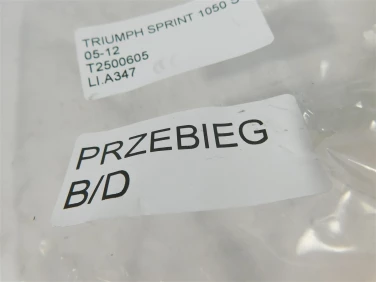 TRIUMPH SPRINT 1050 S
05-12
T2500605
LI.A347
PRZEBIEG
B/D